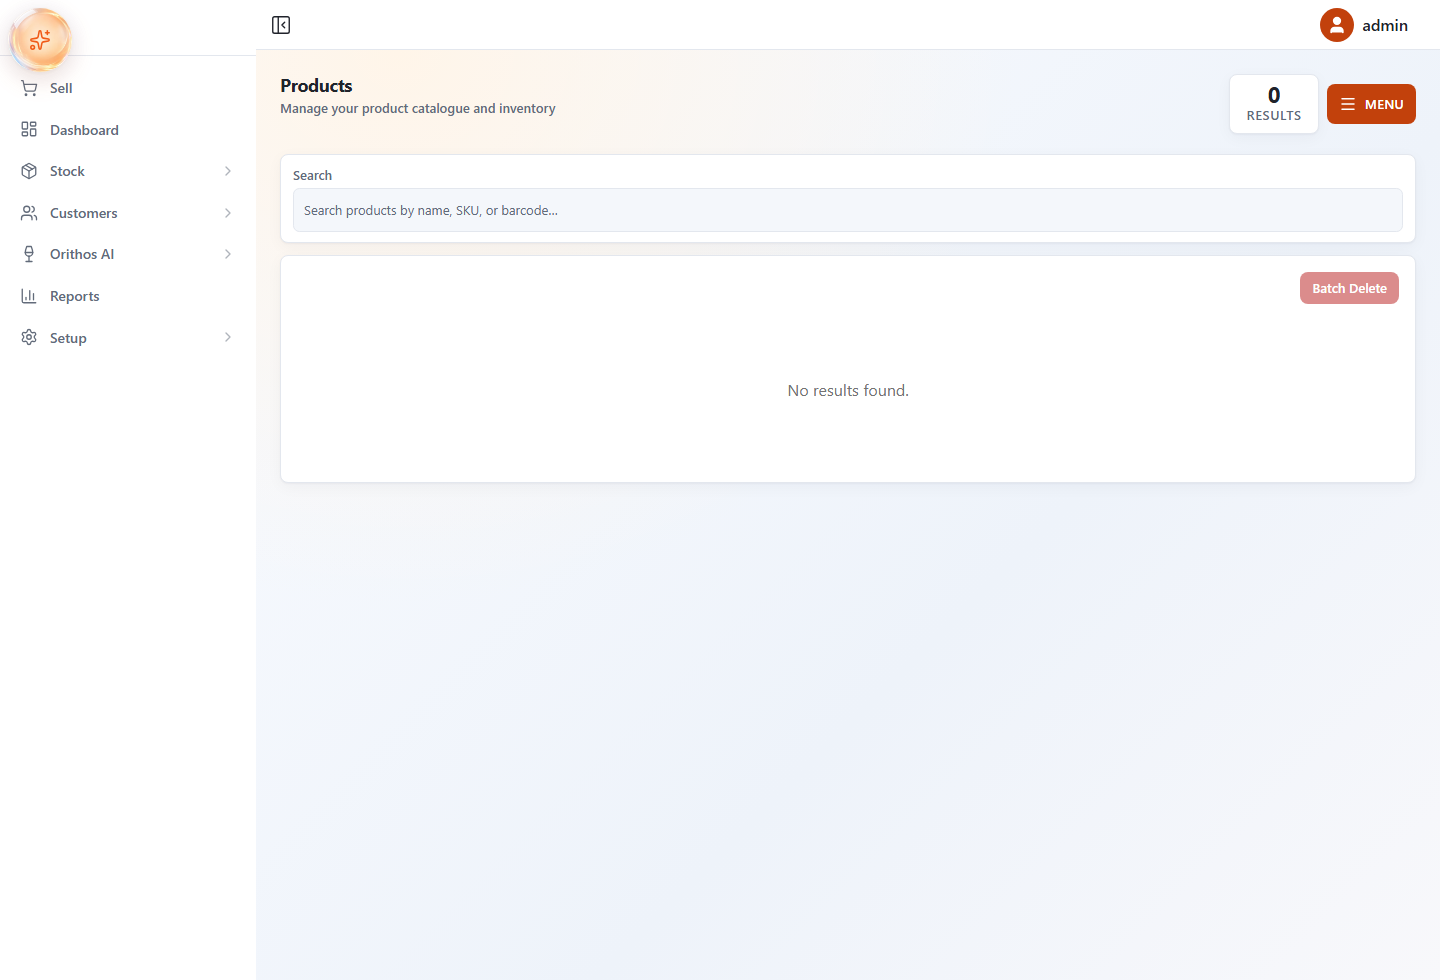 admin
Sell
Dashboard
Stock
Customers
Orithos AI
Reports
Setup
Products
Manage your product catalogue and inventory
0
RESULTS
MENU
Search
Search products by name, SKU, or barcode...
Batch Delete
No results found.